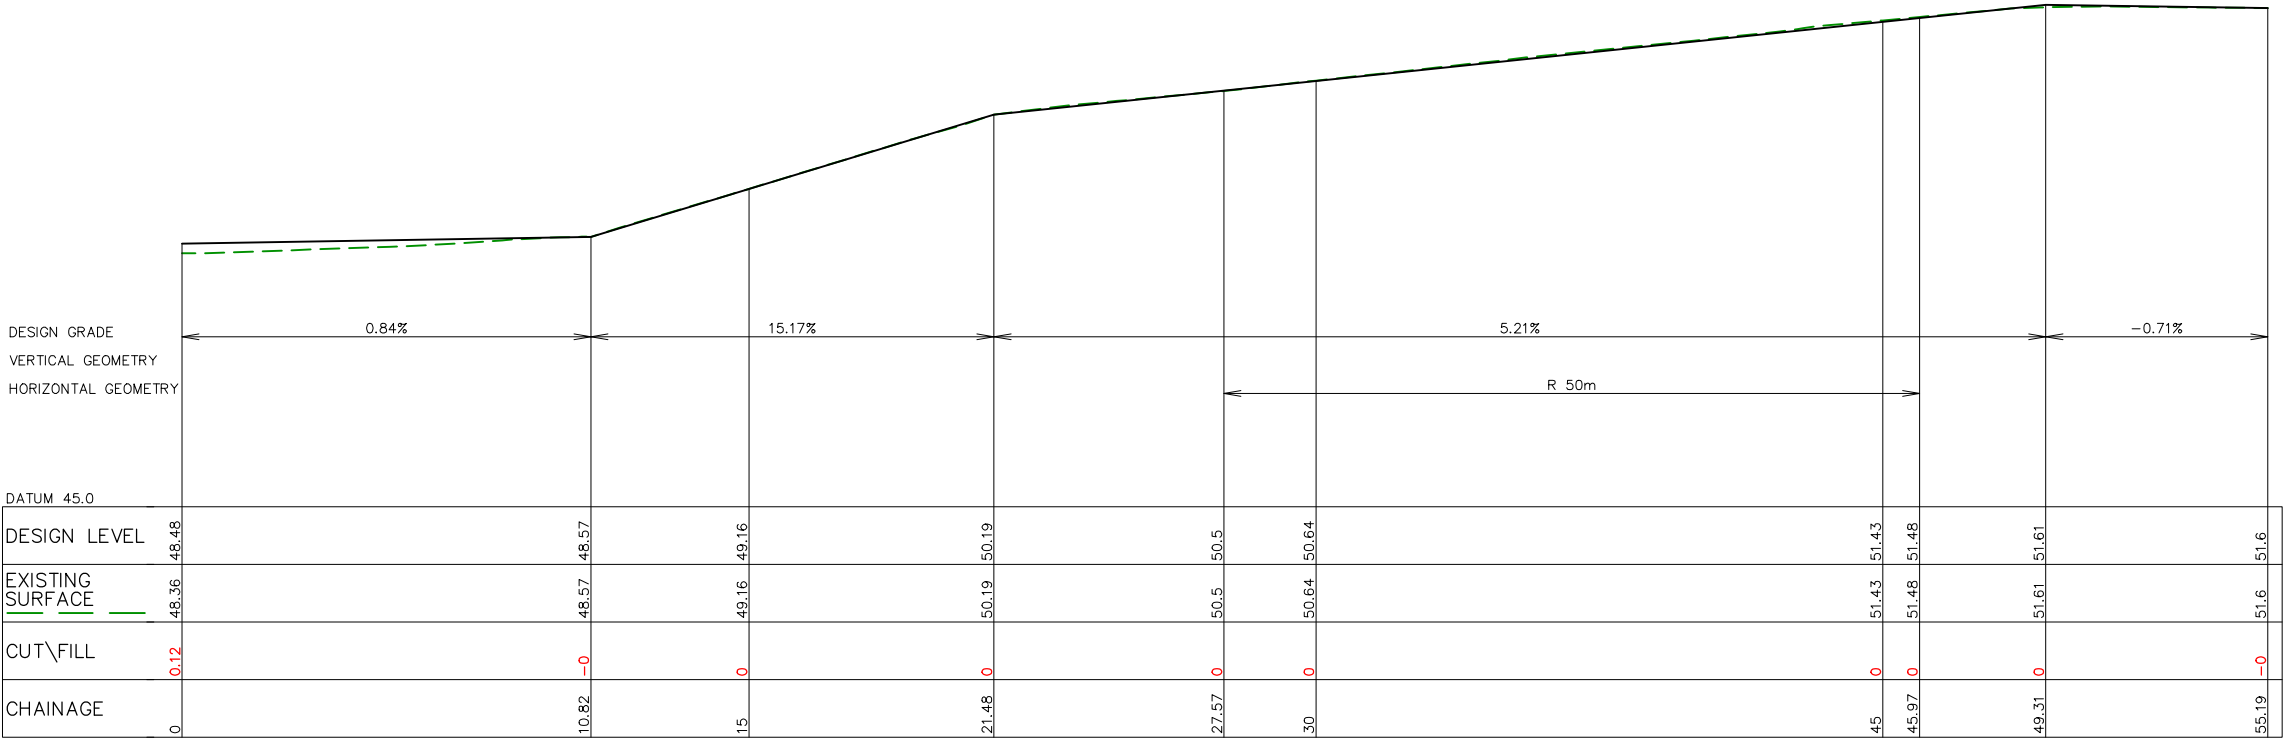 DESIGN GRADE 0.84% 15.17% 5.21% -0.71%
VERTICAL GEOMETRY
HORIZONTAL GEOMETRY R 50m
DATUM 45.0
DESIGN LEVEL 48.48 48.57 49.16 50.19 50.5 50.64 51.43 51.48 51.61 51.6
EXISTING
SURFACE 48.36 48.57 49.16 50.19 50.5 50.64 51.43 51.48 51.61 51.6
CUT\FILL 0.12 -0 0 0 0 0 0 0 0 -0
CHAINAGE 0 10.82 15 21.48 27.57 30 45 45.97 49.31 55.19